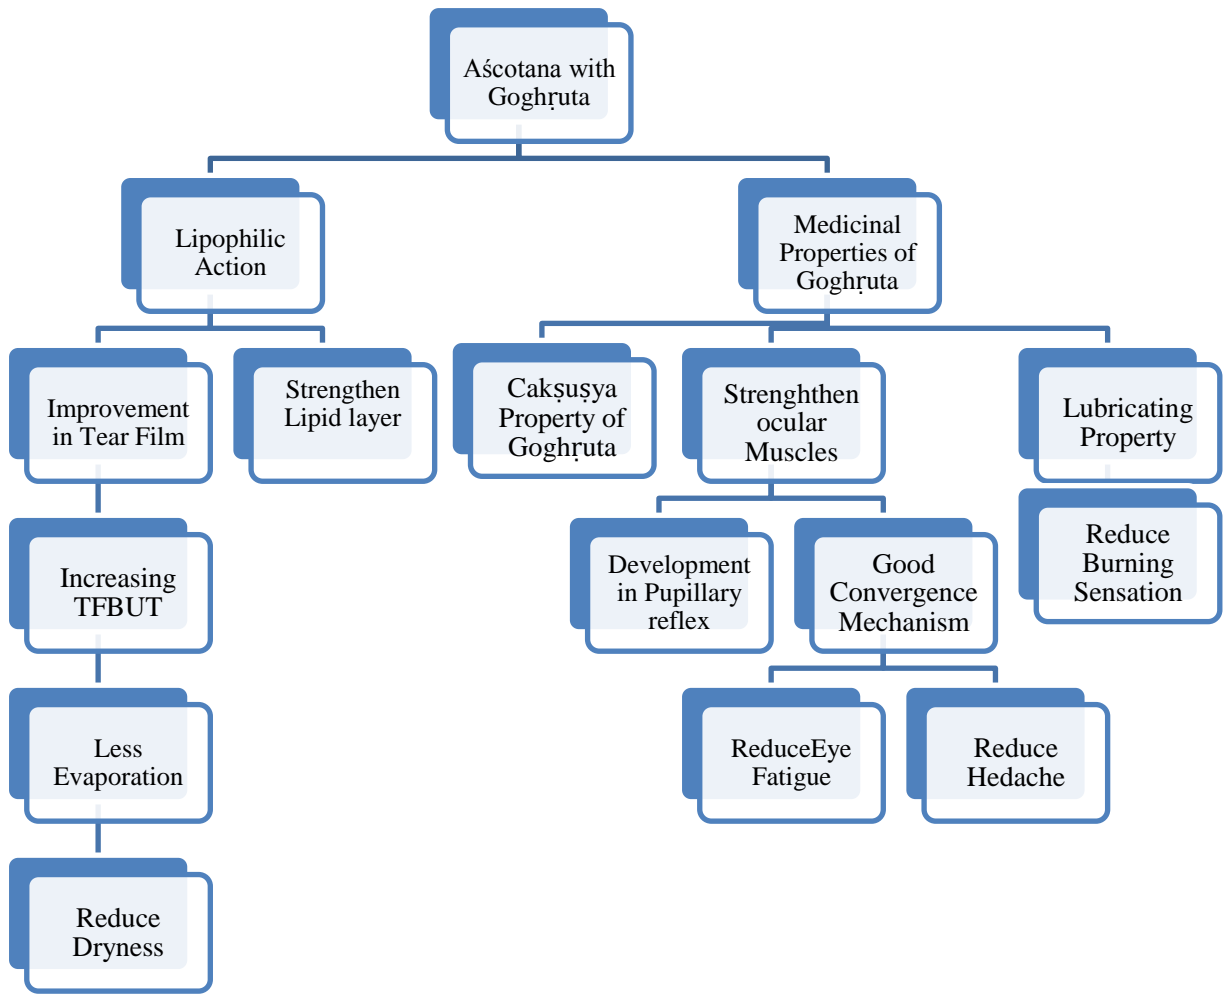 Aścotana with
Goghṛuta
Lipophilic
Action
Medicinal
Properties of
Goghṛuta
Improvement
in Tear Film
Strengthen
Lipid layer
Cakṣuṣya
Property of
Goghṛuta
Strenghthen
ocular
Muscles
Lubricating
Property
Increasing
TFBUT
Development
in Pupillary
reflex
Good
Convergence
Mechanism
Reduce
Burning
Sensation
Less
Evaporation
ReduceEye
Fatigue
Reduce
Hedache
Reduce
Dryness